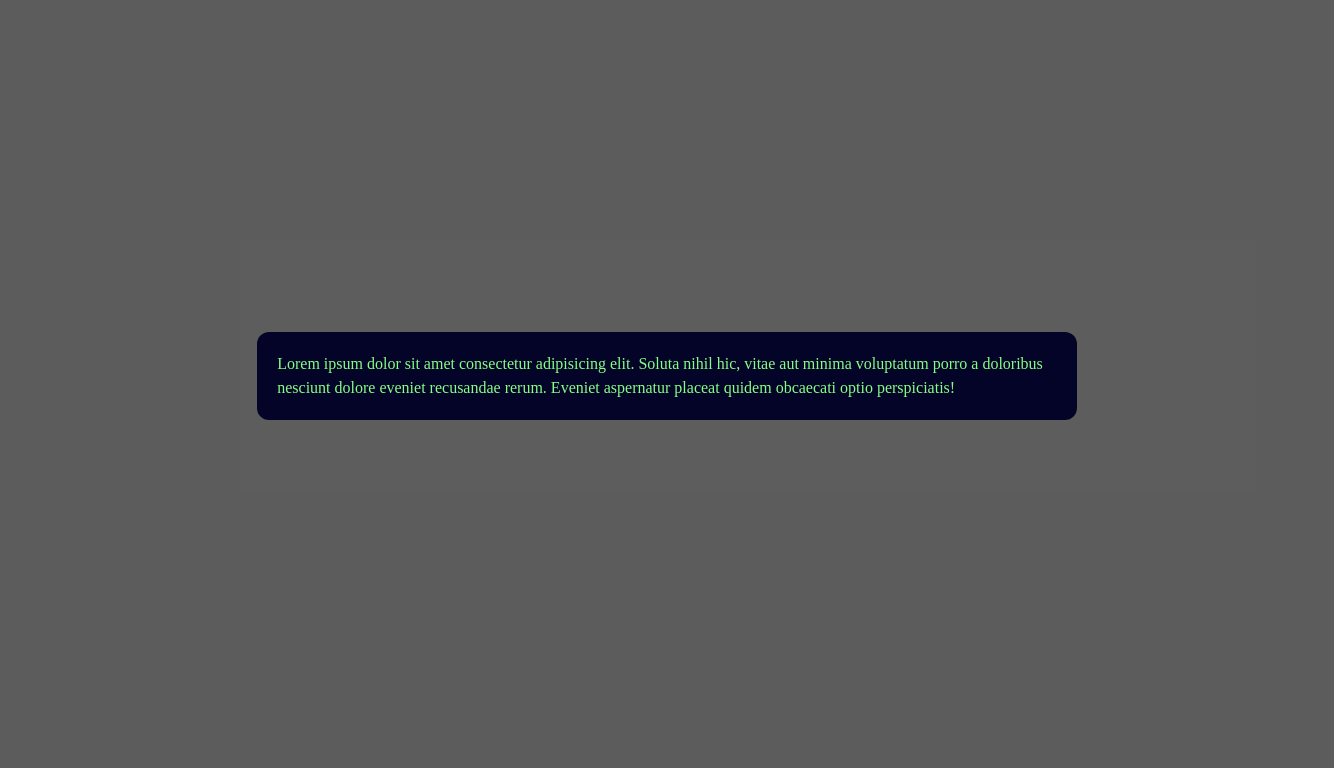 Lorem ipsum dolor sit amet consectetur adipisicing elit. Soluta nihil hic, vitae aut minima voluptatum porro a doloribus
nesciunt dolore eveniet recusandae rerum. Eveniet aspernatur placeat quidem obcaecati optio perspiciatis!